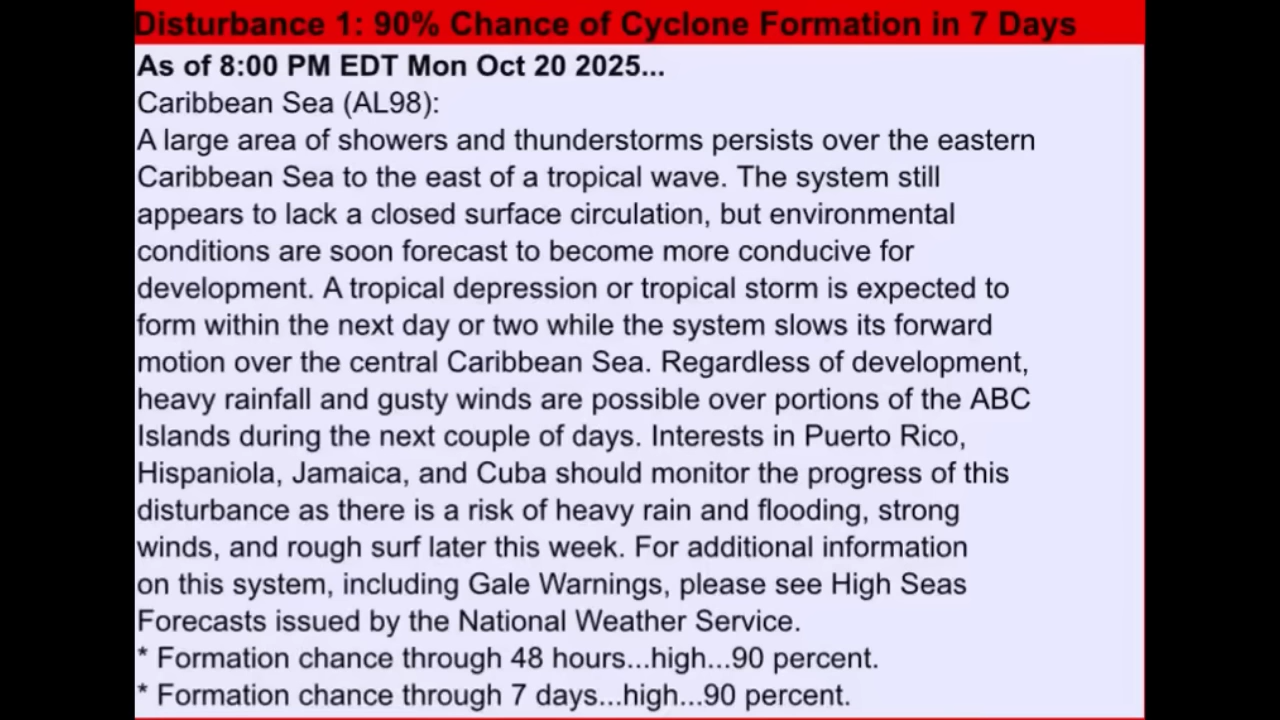 Disturbance 1: 90% Chance of Cyclone Formation in 7 Days
As of 8:00 PM EDT Mon Oct 20 2025...
Caribbean Sea (AL98):
A large area of showers and thunderstorms persists over the eastern
Caribbean Sea to the east of a tropical wave. The system still
appears to lack a closed surface circulation, but environmental
conditions are soon forecast to become more conducive for
development. A tropical depression or tropical storm is expected to
form within the next day or two while the system slows its forward
motion over the central Caribbean Sea. Regardless of development,
heavy rainfall and gusty winds are possible over portions of the ABC
Islands during the next couple of days. Interests in Puerto Rico,
Hispaniola, Jamaica, and Cuba should monitor the progress of this
disturbance as there is a risk of heavy rain and flooding, strong
winds, and rough surf later this week. For additional information
on this system, including Gale Warnings, please see High Seas
Forecasts issued by the National Weather Service.
* Formation chance through 48 hours...high...90 percent.
* Formation chance through 7 days...high...90 percent.